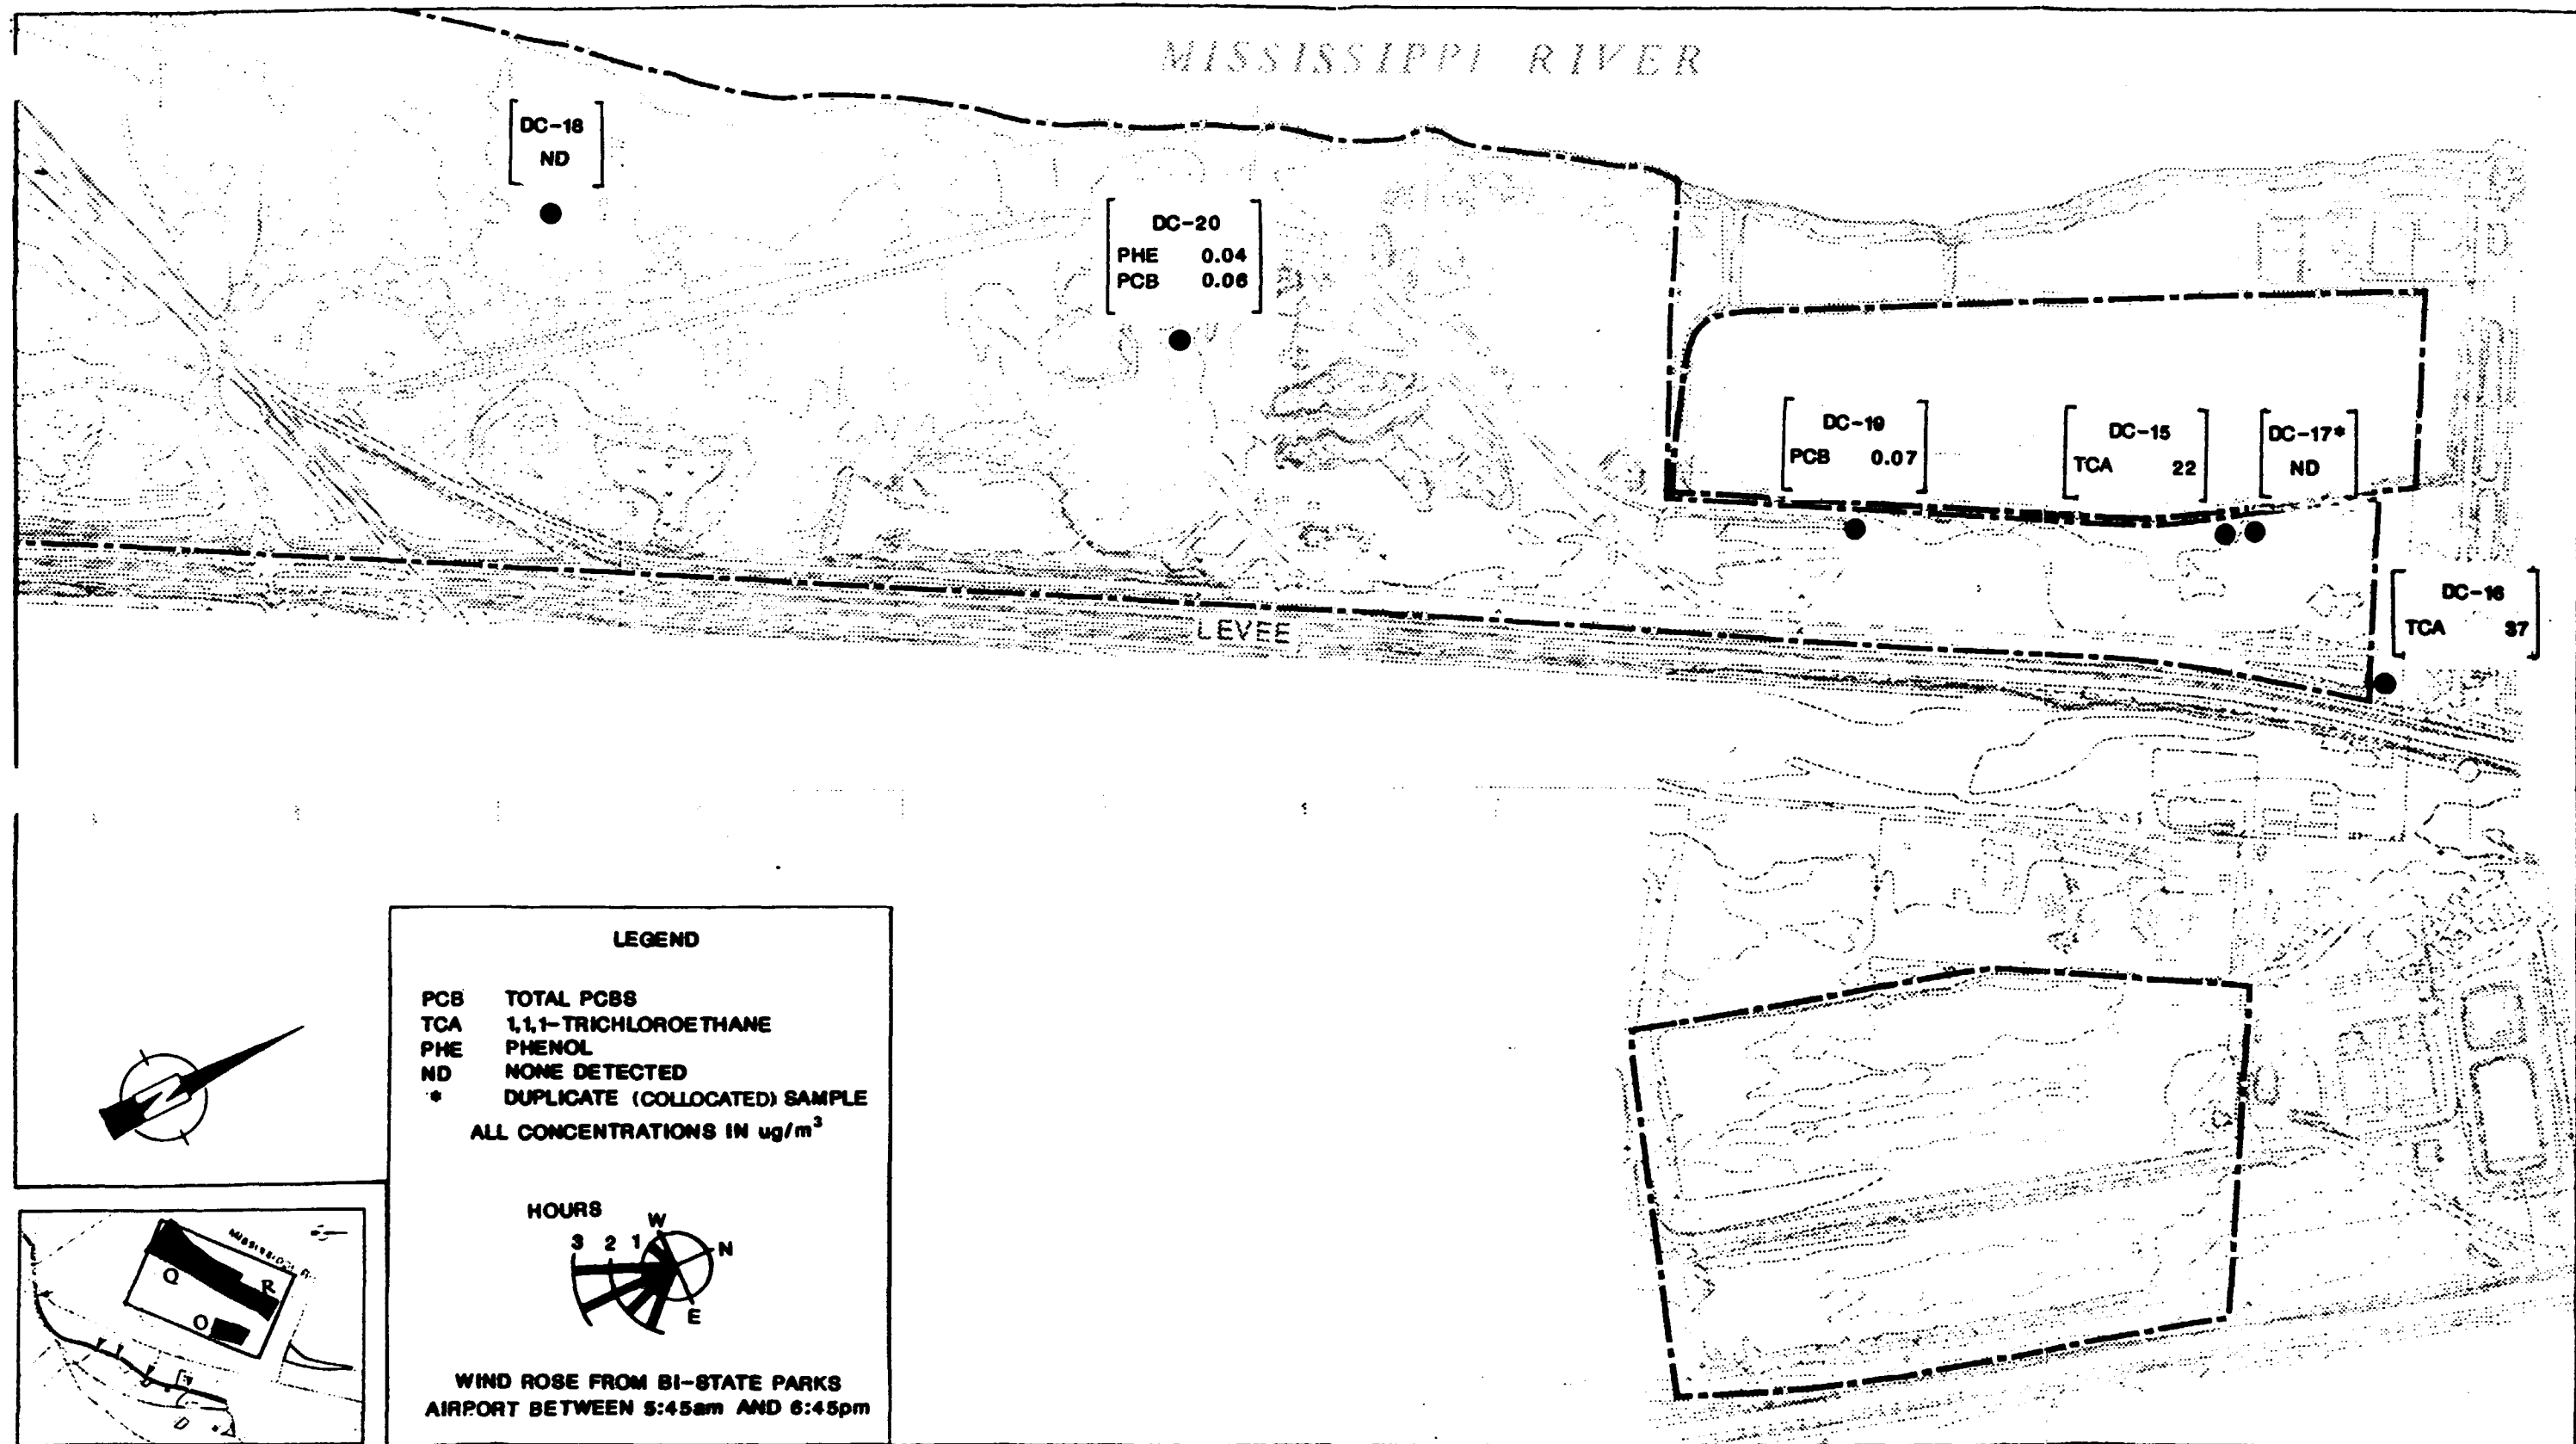 MISSISSIPPI RIVER
DC-18
ND
DC-20
PHE 0.04
PCB 0.06
DC-19
PCB 0.07
DC-15
TCA 22
DC-17*
ND
DC-16
TCA 37
LEVEE
LEGEND
PCB TOTAL PCBS
TCA 1,1,1-TRICHLOROETHANE
PHE PHENOL
ND NONE DETECTED
* DUPLICATE (COLLOCATED) SAMPLE
ALL CONCENTRATIONS IN ug/m³
HOURS
3 2 1
W
N
E
WIND ROSE FROM BI-STATE PARKS
AIRPORT BETWEEN 5:45am AND 6:45pm
N
Q
R
O